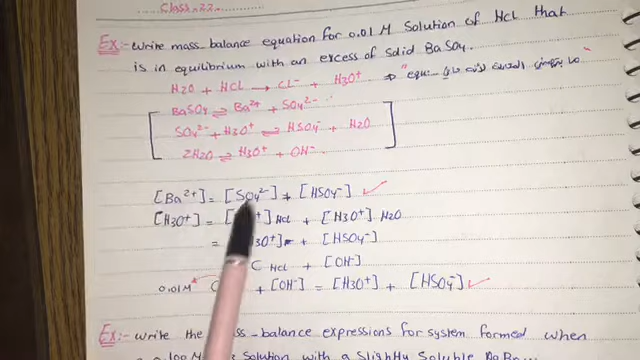 Class. 22.
Ex:- write mass balance equation for 0.01 M Solution of HCl that
is in equilibrium with an excess of solid BaSO4.
H2O + HCl → Cl- + H3O+ ⇒
BaSO4 ⇌ Ba2+ + SO4 2-
SO4 2- + H3O+ ⇌ HSO4- + H2O
2H2O ⇌ H3O+ + OH-
[Ba2+] = [SO4 2-] + [HSO4-] ✓
[H3O+] = HCl + [H3O+] H2O
= + [HSO4-]
C HCl + [OH-]
0.01M + [OH-] = [H3O+] + [HSO4-] ✓
Ex:- write the mass-balance expressions for system formed when
a 0.100 M Solution with a Slightly Soluble